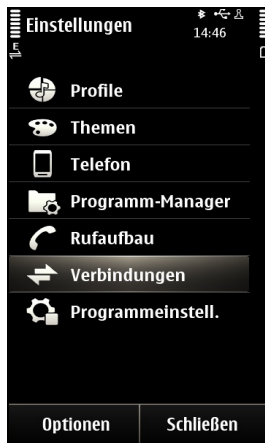 Einstellungen
14:46
E
Profile
Themen
Telefon
Programm-Manager
Rufaufbau
Verbindungen
Programmeinstell.
Optionen
Schließen